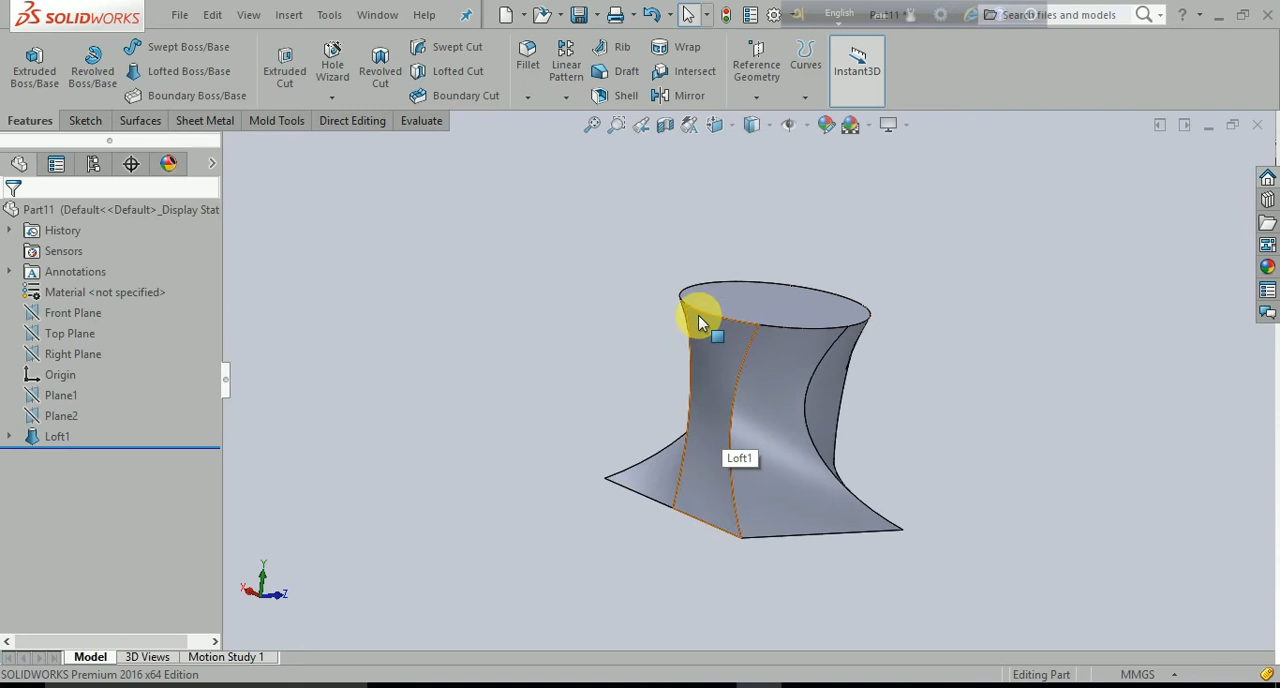 SOLIDWORKS File Edit View Insert Tools Window Help English Part11 * Search files and models ?
Extruded Boss/Base
Revolved Boss/Base
Swept Boss/Base
Lofted Boss/Base
Boundary Boss/Base
Extruded Cut
Hole Wizard
Revolved Cut
Swept Cut
Lofted Cut
Boundary Cut
Fillet
Linear Pattern
Rib
Draft
Shell
Wrap
Intersect
Mirror
Reference Geometry
Curves
Instant3D
Features Sketch Surfaces Sheet Metal Mold Tools Direct Editing Evaluate
Part11 (Default<<Default>_Display Stat
History
Sensors
Annotations
Material <not specified>
Front Plane
Top Plane
Right Plane
Origin
Plane1
Plane2
Loft1
Loft1
Y
X
Z
Model 3D Views Motion Study 1
SOLIDWORKS Premium 2016 x64 Edition Editing Part MMGS